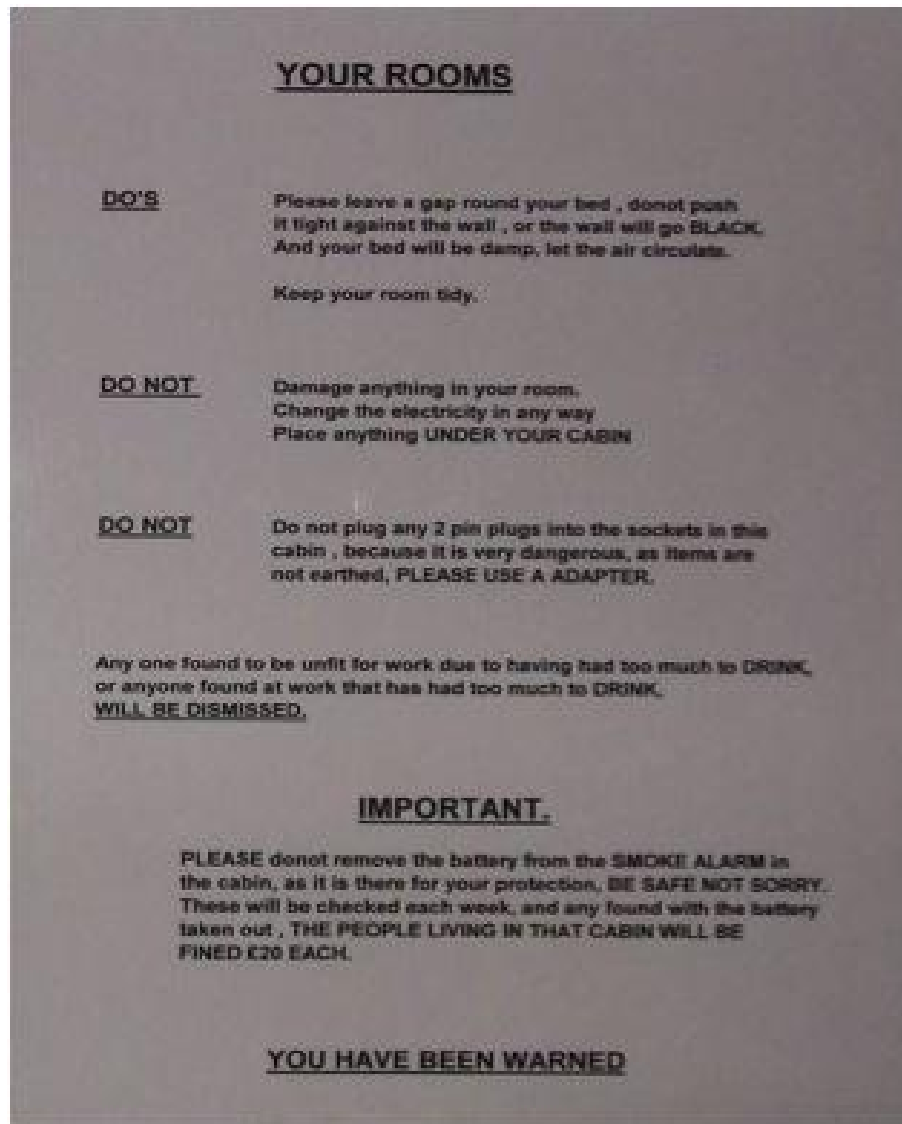 YOUR ROOMS
DO'S Please leave a gap round your bed , donot push
it tight against the wall , or the wall will go BLACK.
And your bed will be damp, let the air circulate.
Keep your room tidy.
DO NOT Damage anything in your room.
Change the electricity in any way
Place anything UNDER YOUR CABIN
DO NOT Do not plug any 2 pin plugs into the sockets in this
cabin , because it is very dangerous, as items are
not earthed, PLEASE USE A ADAPTER.
Any one found to be unfit for work due to having had too much to DRINK,
or anyone found at work that has had too much to DRINK,
WILL BE DISMISSED.
IMPORTANT.
PLEASE donot remove the battery from the SMOKE ALARM in
the cabin, as it is there for your protection, BE SAFE NOT SORRY.
These will be checked each week, and any found with the battery
taken out , THE PEOPLE LIVING IN THAT CABIN WILL BE
FINED £20 EACH.
YOU HAVE BEEN WARNED